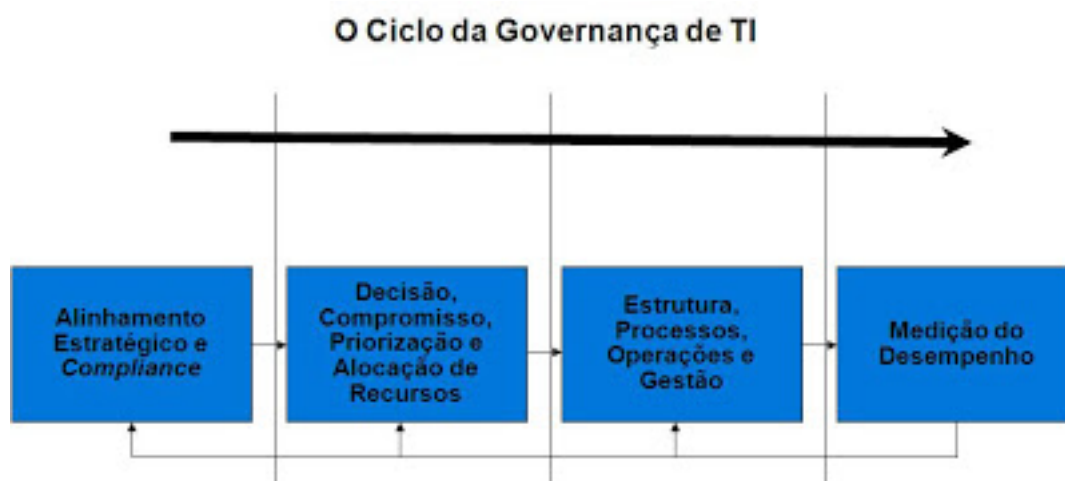 O Ciclo da Governança de TI
Alinhamento
Estratégico e
Compliance
Decisão,
Compromisso,
Priorização e
Alocação de
Recursos
Estrutura,
Processos,
Operações e
Gestão
Medição do
Desempenho